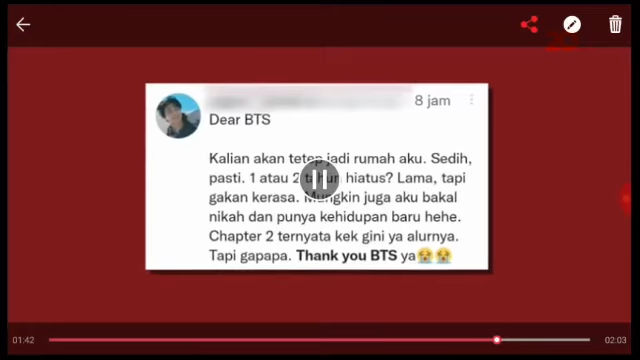 8 jam
Dear BTS
Kalian akan tetep jadi rumah aku. Sedih,
pasti. 1 atau 2 tahun hiatus? Lama, tapi
gakan kerasa. Mungkin juga aku bakal
nikah dan punya kehidupan baru hehe.
Chapter 2 ternyata kek gini ya alurnya.
Tapi gapapa. Thank you BTS ya😭😭
01:42
02:03